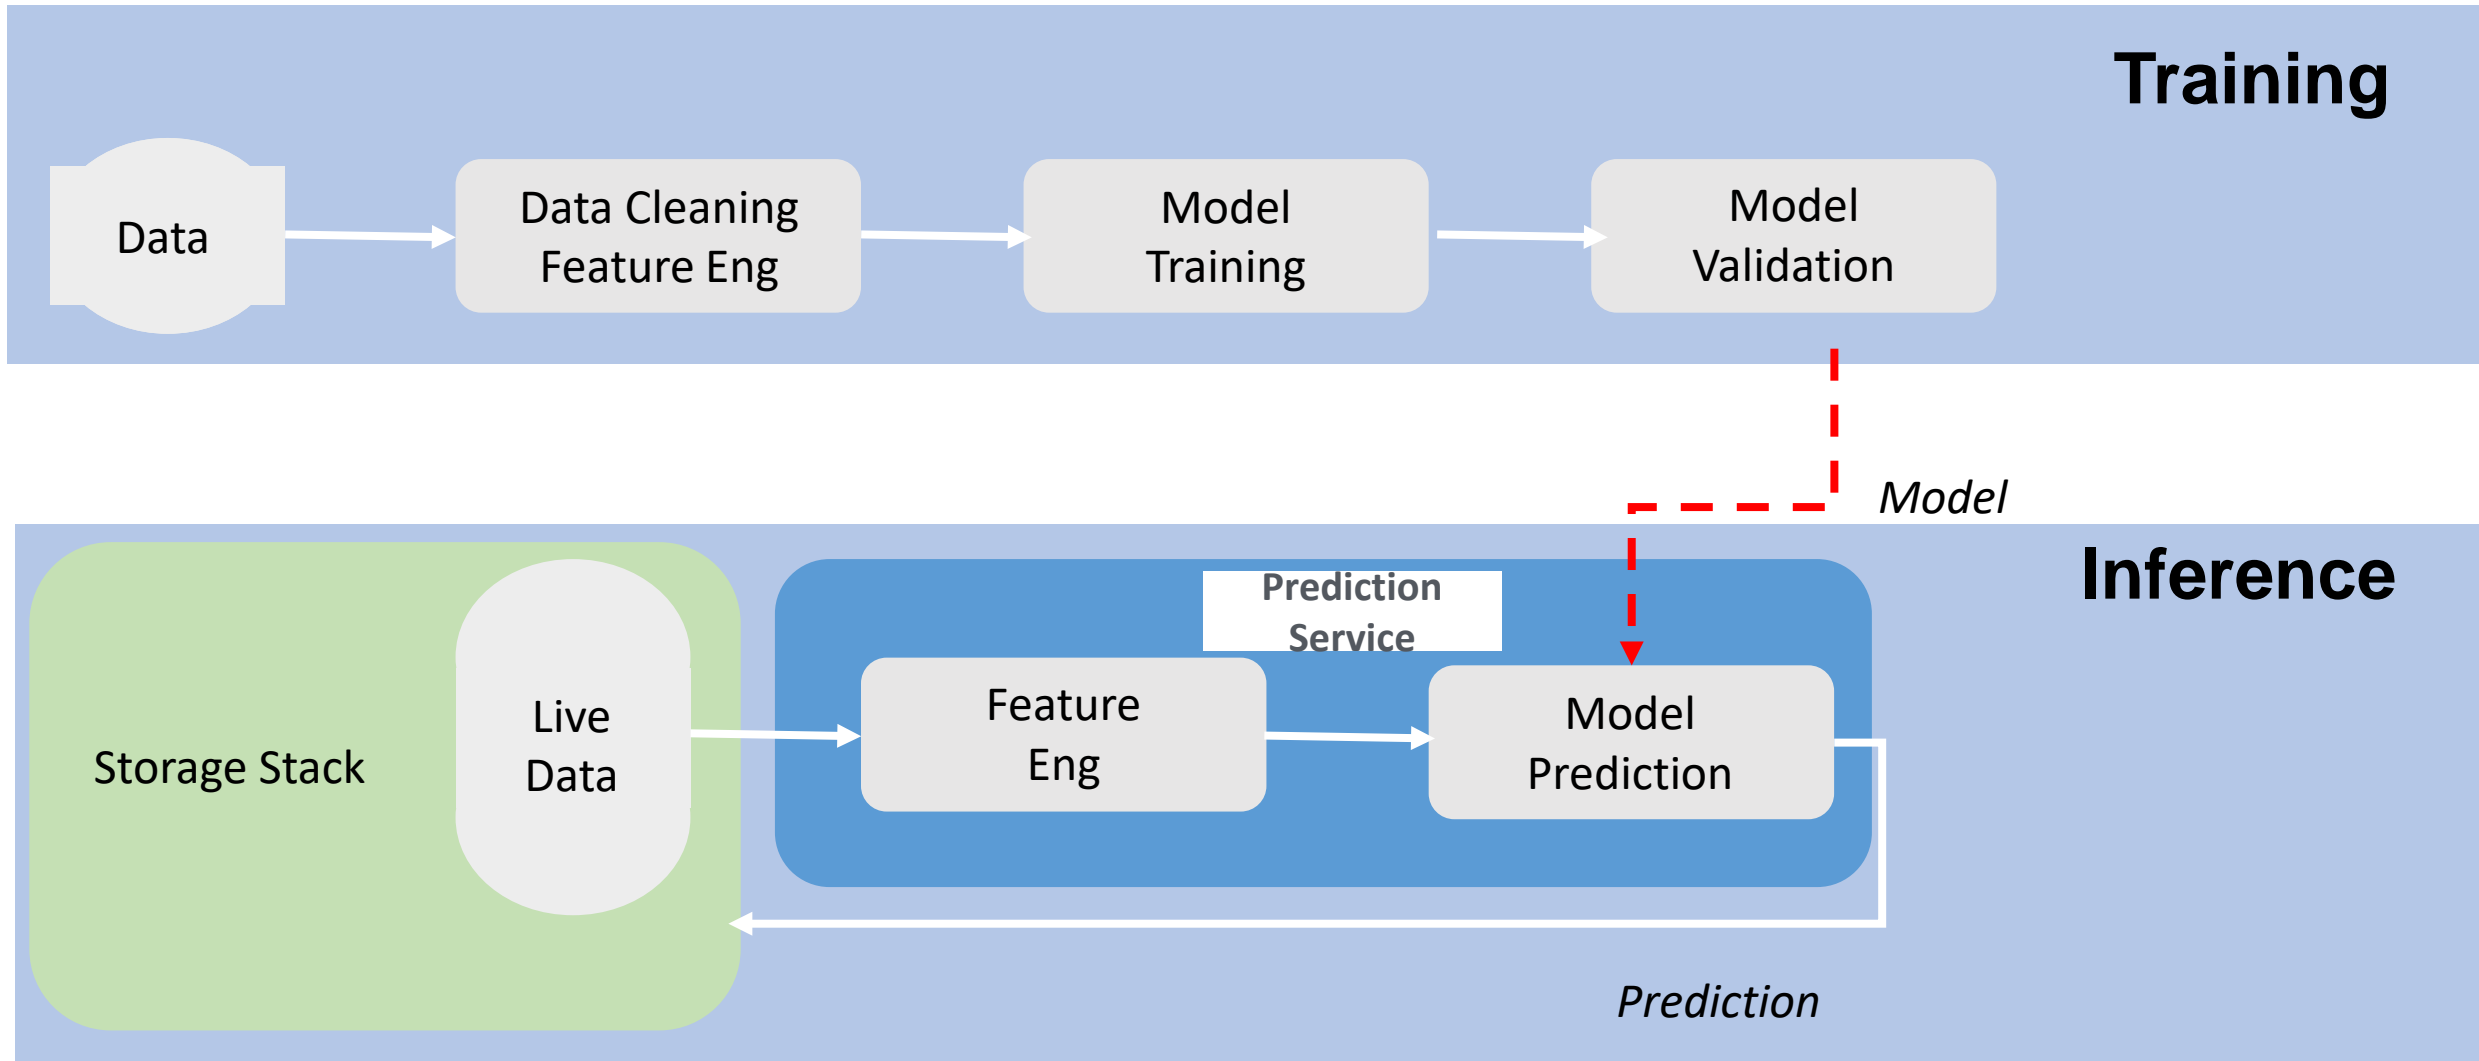 Training
Data
Data Cleaning
Feature Eng
Model
Training
Model
Validation
Model
Inference
Prediction
Service
Storage Stack
Live
Data
Feature
Eng
Model
Prediction
Prediction